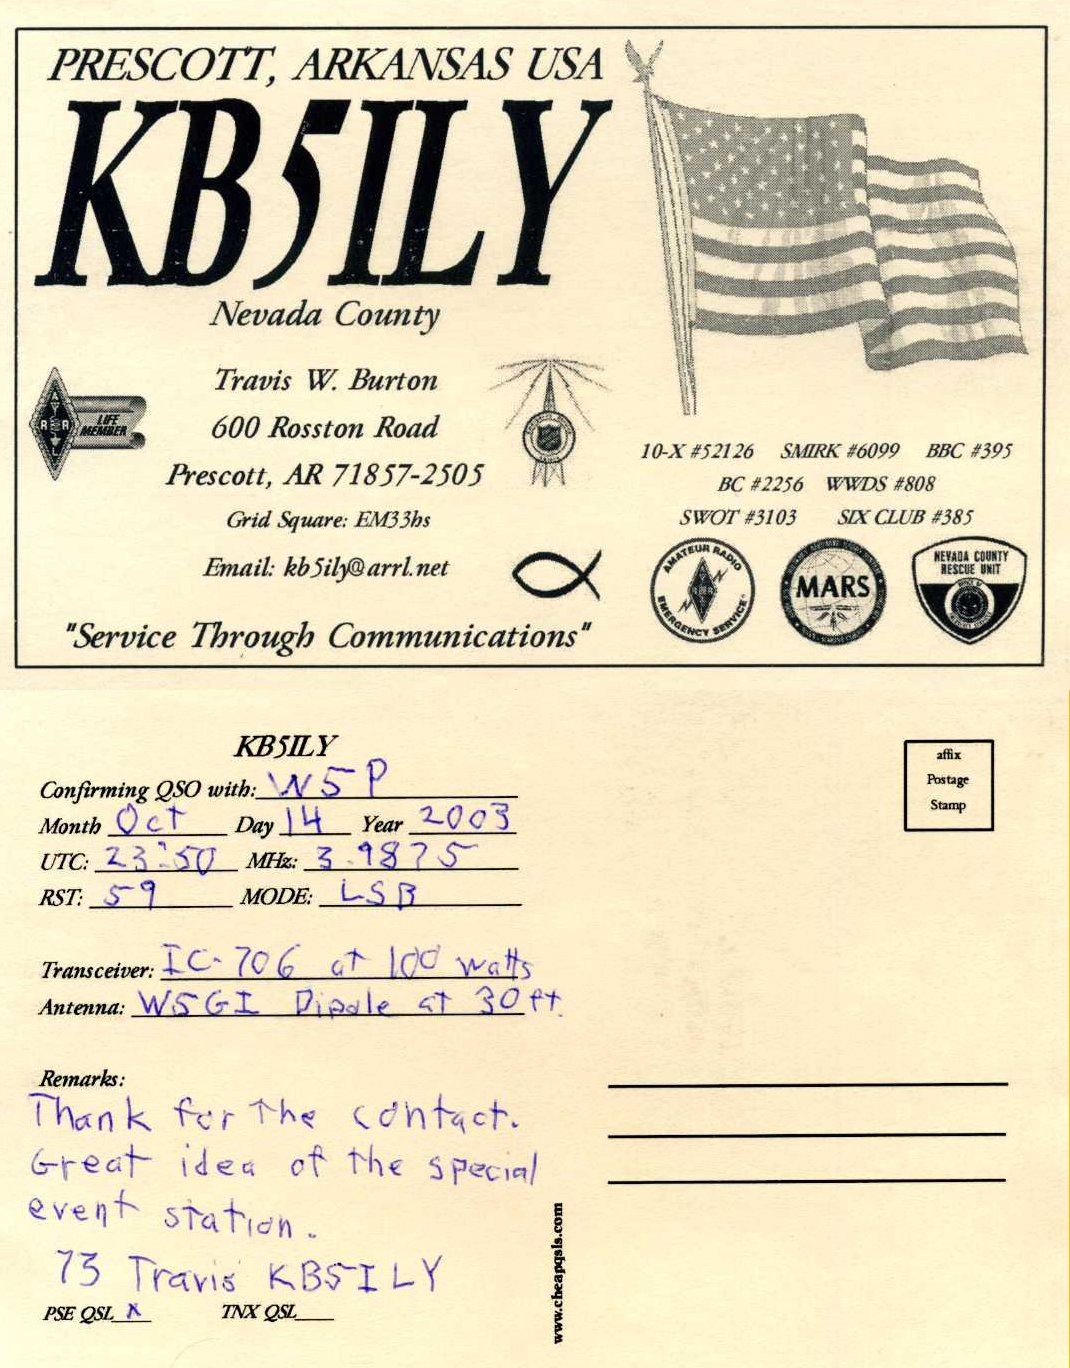 PRESCOTT, ARKANSAS USA
KB5ILY
Nevada County
Travis W. Burton
600 Rosston Road
Prescott, AR 71857-2505
Grid Square: EM33hs
Email: kb5ily@arrl.net
"Service Through Communications"
ARRL
LIFE MEMBER
10-X #52126 SMIRK #6099 BBC #395
BC #2256 WWDS #808
SWOT #3103 SIX CLUB #385
AMATEUR RADIO
EMERGENCY SERVICE
MARS
NEVADA COUNTY
RESCUE UNIT
KB5ILY
Confirming QSO with: W5P
Month Oct Day 14 Year 2003
UTC: 23:50 MHz: 3.9875
RST: 59 MODE: LSB
Transceiver: IC-706 at 100 watts
Antenna: W5GI Dipole at 30ft.
Remarks:
Thank for the contact.
Great idea of the special
event station.
73 Travis KB5ILY
PSE QSL X TNX QSL
affix
Postage
Stamp
www.cheapqsls.com